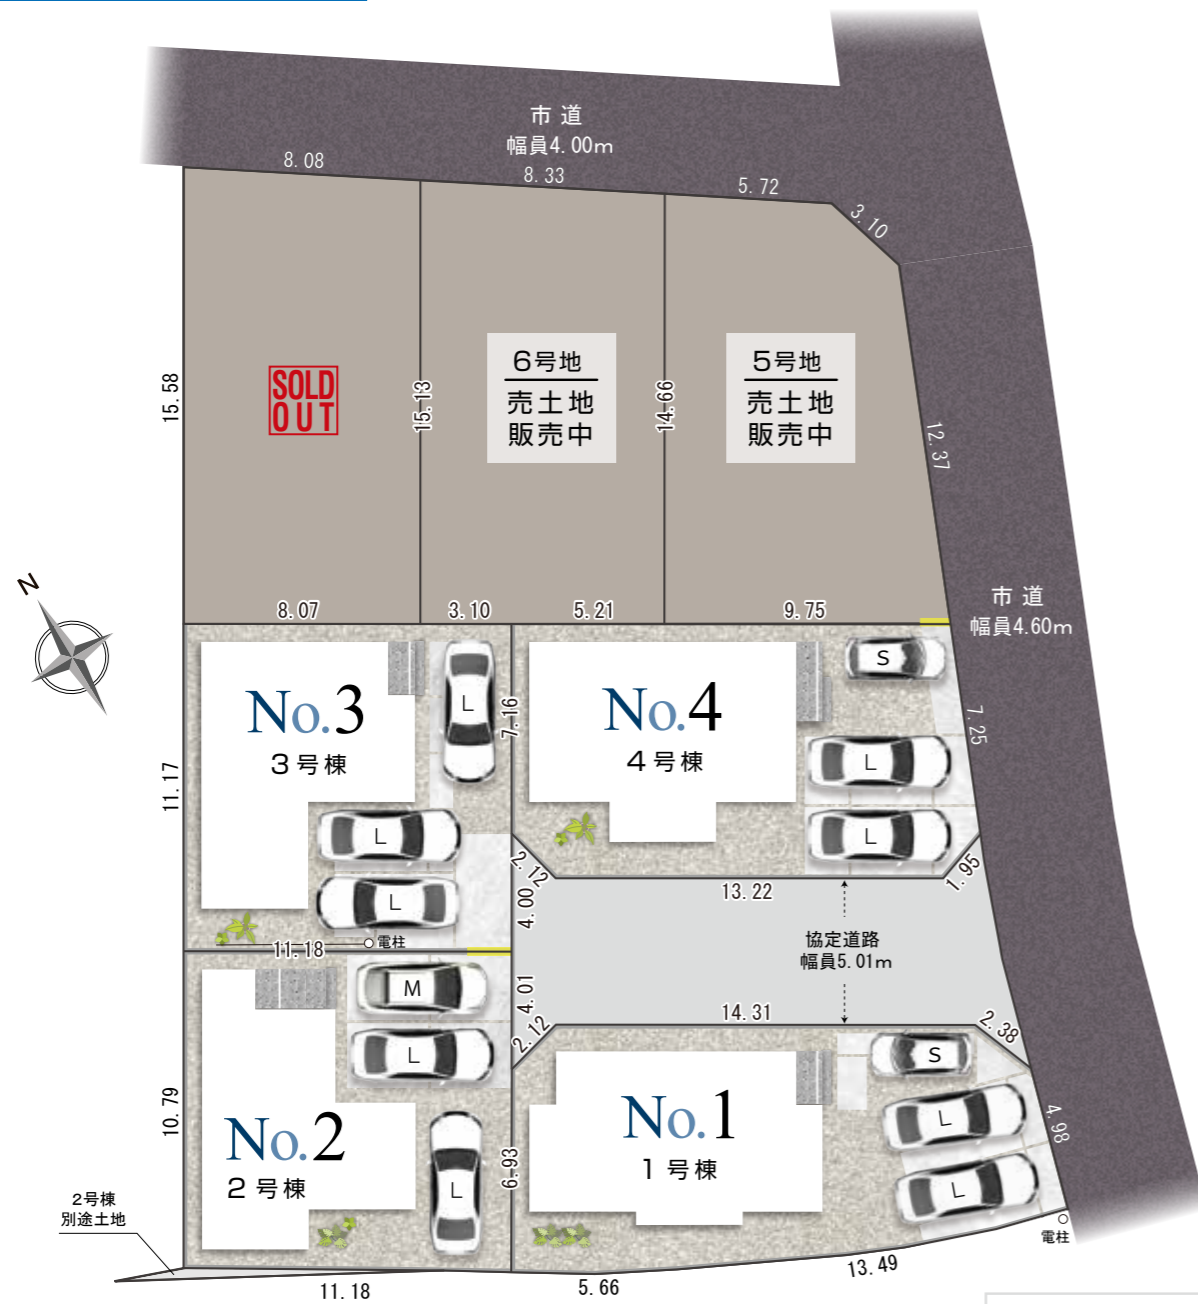 市道
幅員4.00m
8.08
8.33
5.72
3.10
15.58
SOLD
OUT
15.13
6号地
売土地
販売中
14.66
5号地
売土地
販売中
12.37
8.07
3.10
5.21
9.75
市道
幅員4.60m
N
No.3
3号棟
L
7.16
No.4
4号棟
S
L
7.25
11.17
L
L
L
2.12
4.00
13.22
1.95
協定道路
幅員5.01m
11.18
電柱
M
4.01
L
2.12
14.31
2.38
S
10.79
No.2
2号棟
L
6.93
No.1
1号棟
L
L
4.98
2号棟
別途土地
電柱
11.18
5.66
13.49